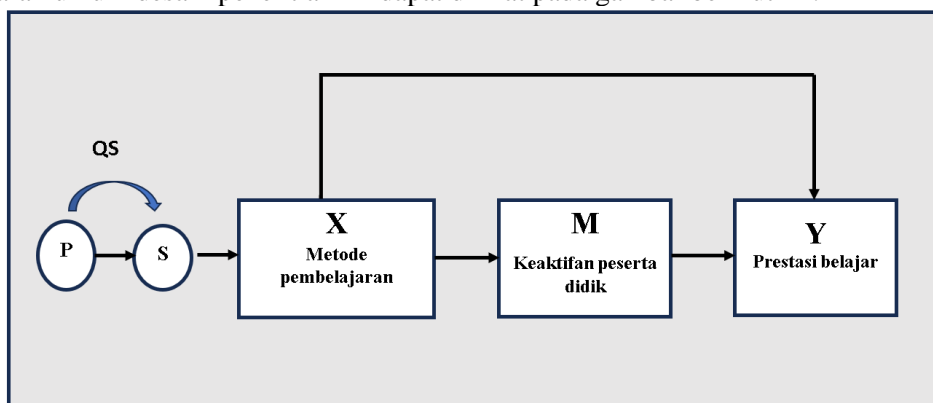 QS
P
S
X
Metode
pembelajaran
M
Keaktifan peserta
didik
Y
Prestasi belajar